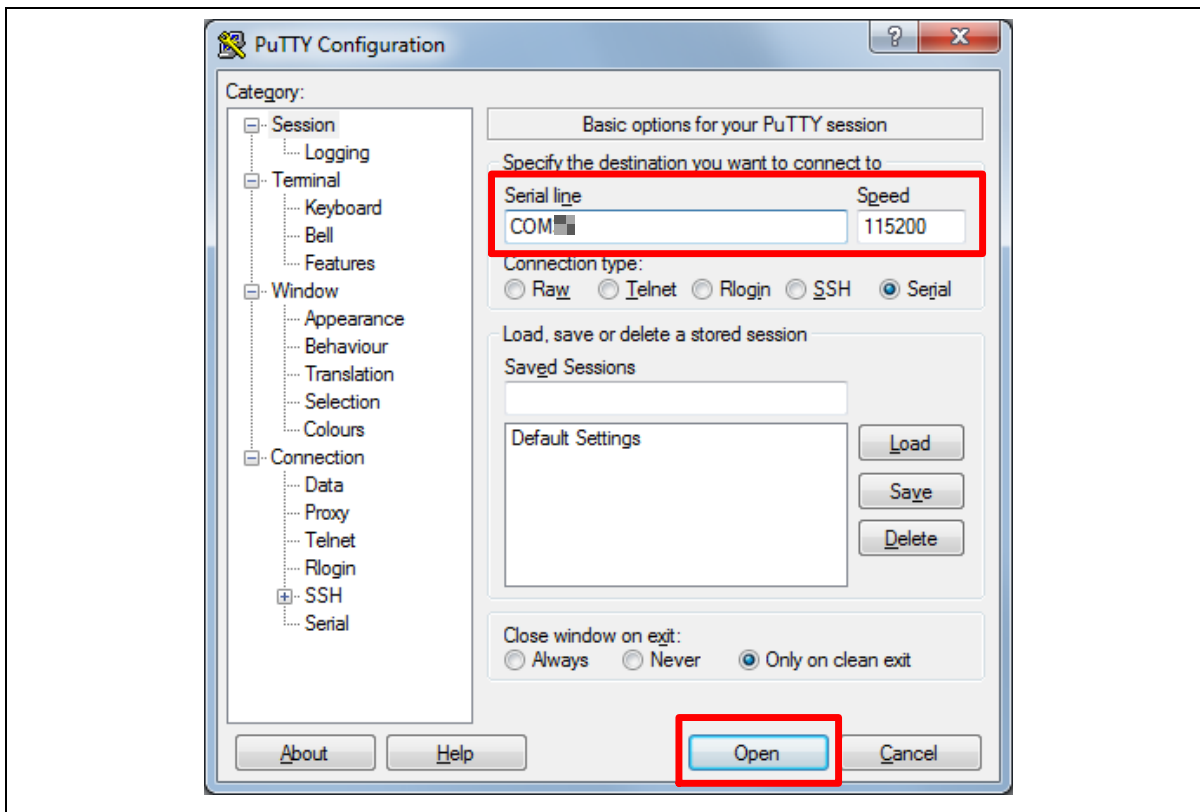 PuTTY Configuration
Category:
Session
Logging
Terminal
Keyboard
Bell
Features
Window
Appearance
Behaviour
Translation
Selection
Colours
Connection
Data
Proxy
Telnet
Rlogin
SSH
Serial
Basic options for your PuTTY session
Specify the destination you want to connect to
Serial line Speed
COM 115200
Connection type:
Raw Telnet Rlogin SSH Serial
Load, save or delete a stored session
Saved Sessions
Default Settings
Load
Save
Delete
Close window on exit:
Always Never Only on clean exit
About Help Open Cancel